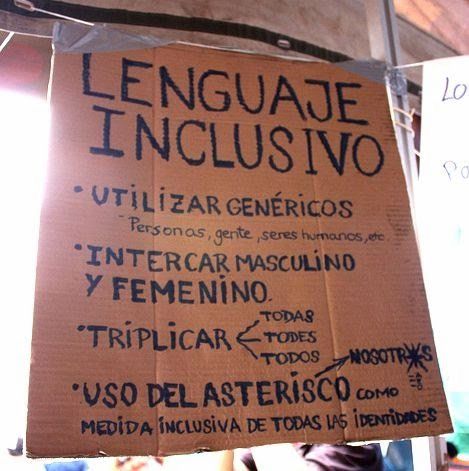 LENGUAJE
INCLUSIVO
• UTILIZAR GENÉRICOS
- Personas, gente, seres humanos, etc.
• INTERCAR MASCULINO
Y FEMENINO.
• TRIPLICAR
TODAS
TODES
TODOS
• USO DEL ASTERISCO COMO
NOSOTR*S
MEDIDA INCLUSIVA DE TODAS LAS IDENTIDADES
LO